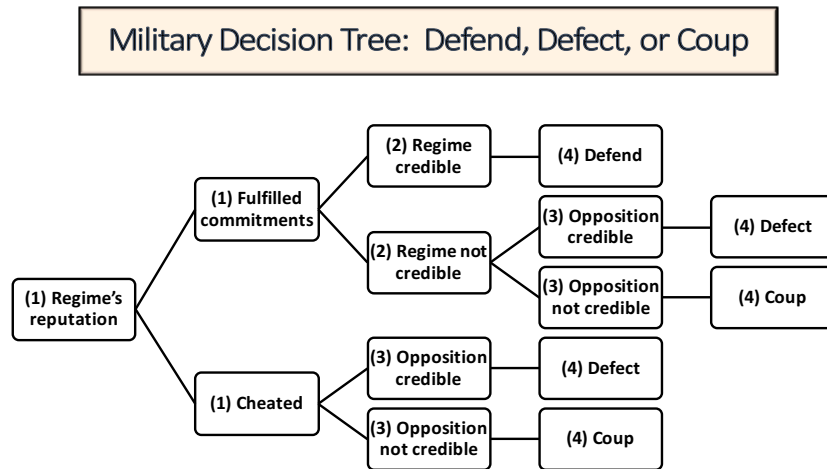 Military Decision Tree: Defend, Defect, or Coup
(2) Regime
credible
(4) Defend
(1) Fulfilled
commitments
(3) Opposition
credible
(4) Defect
(2) Regime not
credible
(3) Opposition
not credible
(4) Coup
(1) Regime's
reputation
(3) Opposition
credible
(4) Defect
(1) Cheated
(3) Opposition
not credible
(4) Coup